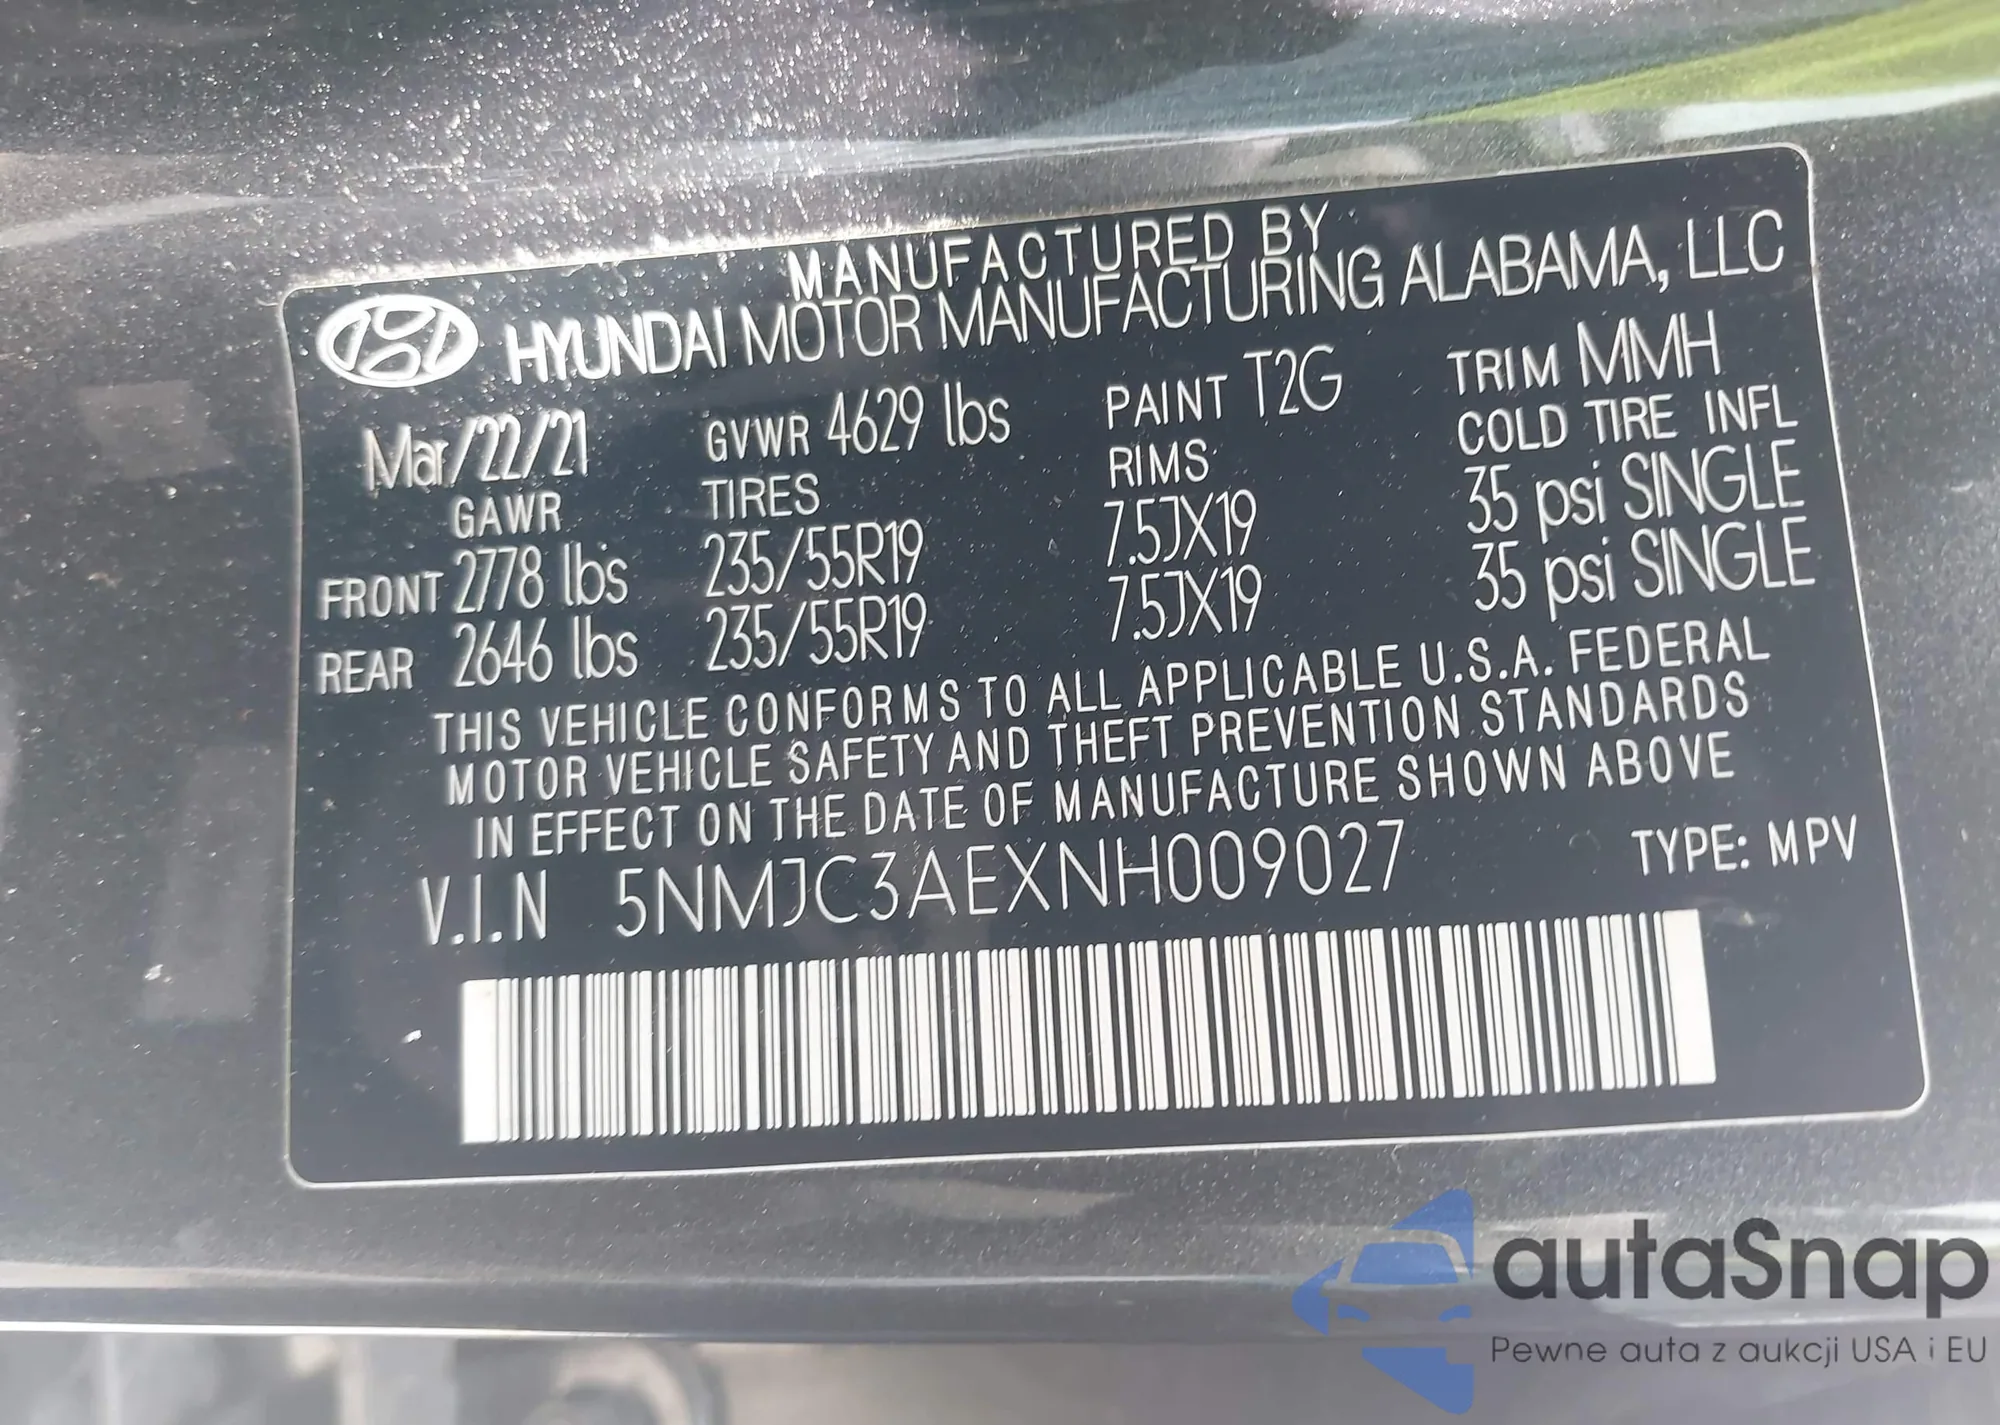 MANUFACTURED BY
HYUNDAI MOTOR MANUFACTURING ALABAMA, LLC
Mar/22/21 GVWR 4629 lbs PAINT T2G TRIM MMH
GAWR TIRES RIMS COLD TIRE INFL
FRONT 2778 lbs 235/55R19 7.5JX19 35 psi SINGLE
REAR 2646 lbs 235/55R19 7.5JX19 35 psi SINGLE
THIS VEHICLE CONFORMS TO ALL APPLICABLE U.S.A. FEDERAL
MOTOR VEHICLE SAFETY AND THEFT PREVENTION STANDARDS
IN EFFECT ON THE DATE OF MANUFACTURE SHOWN ABOVE
V.I.N 5NMJC3AEXNH009027 TYPE: MPV
autaSnap
Pewne auta z aukcji USA i EU